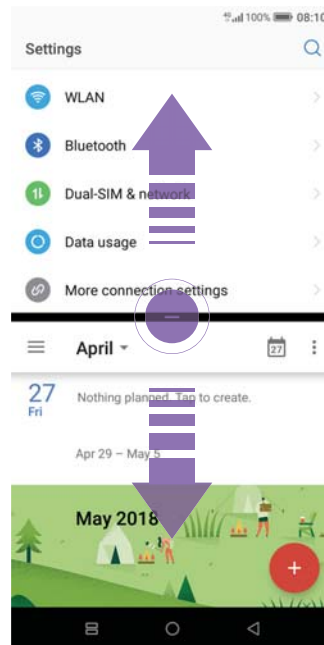 100% 08:10
Settings
WLAN
Bluetooth
Dual-SIM & network
Data usage
More connection settings
April
27
27
Fri
Nothing planned. Tap to create.
Apr 29 – May 5
May 2018